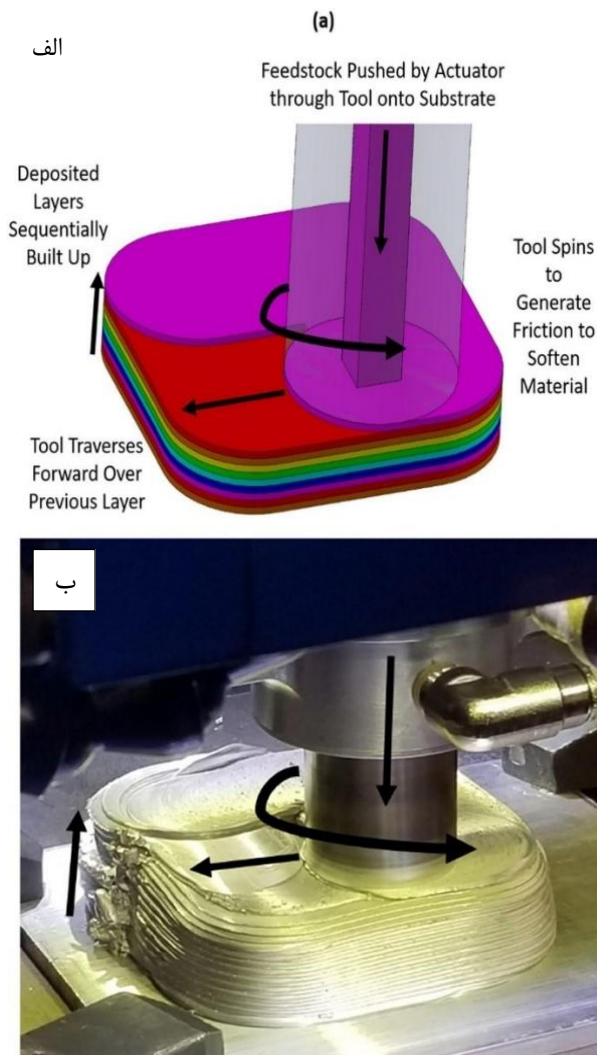 (a)
الف
Feedstock Pushed by Actuator
through Tool onto Substrate
Deposited
Layers
Sequentially
Built Up
Tool Spins
to
Generate
Friction to
Soften
Material
Tool Traverses
Forward Over
Previous Layer
ب